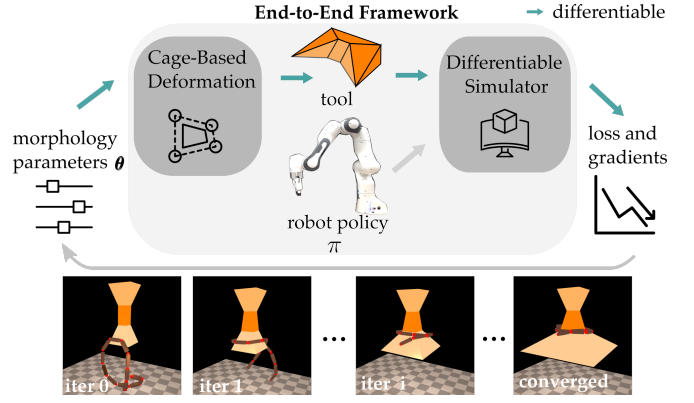 End-to-End Framework
differentiable
Cage-Based
Deformation
Differentiable
Simulator
tool
morphology
parameters θ
loss and
gradients
robot policy
π
iter 0
iter 1
...
iter i
...
converged